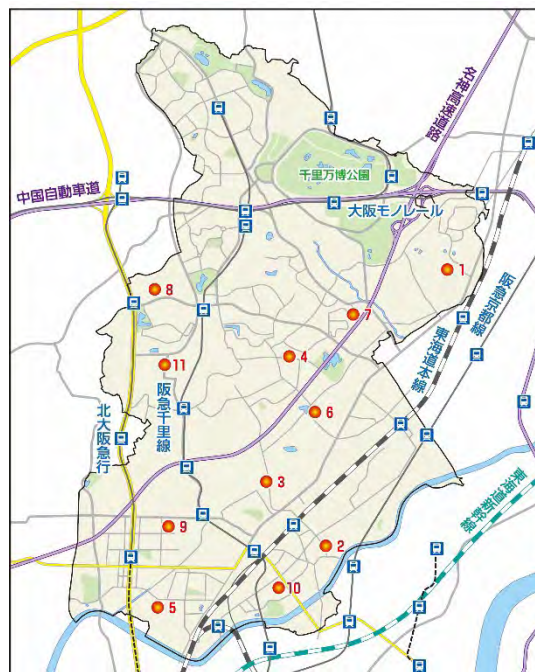 名神高速道路
千里万博公園
中国自動車道
大阪モノレール
1
阪急京都線
8
7
東海道本線
4
11
阪急千里線
6
北大阪急行
3
東海道新幹線
9
2
10
5